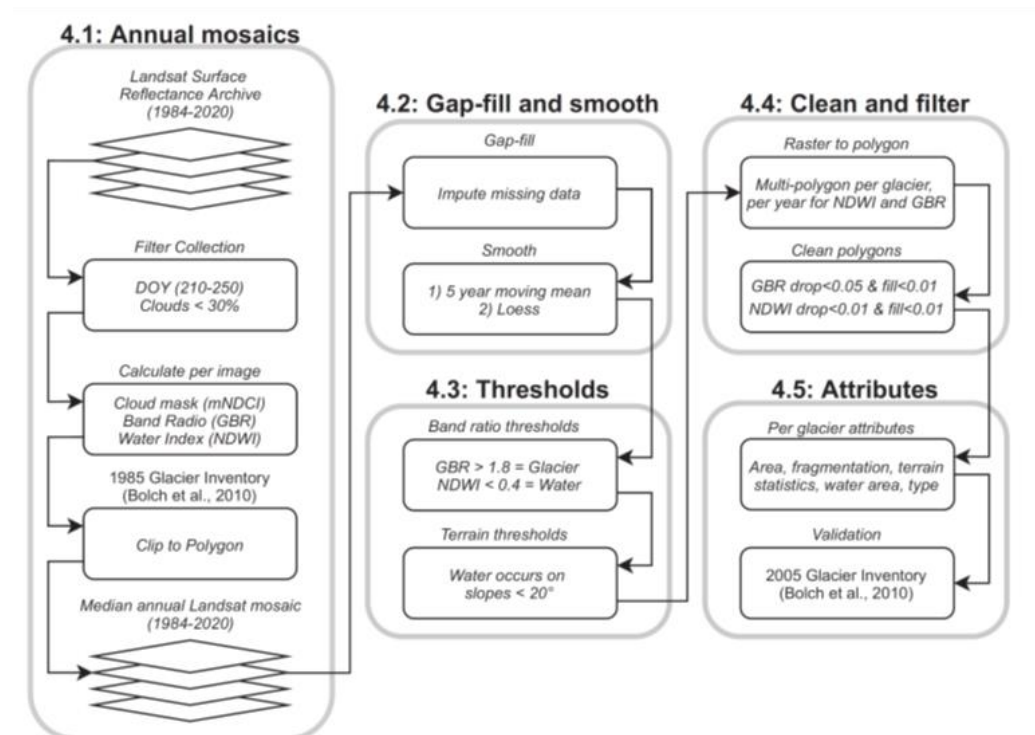 4.1: Annual mosaics
Landsat Surface
Reflectance Archive
(1984-2020)
Filter Collection
DOY (210-250)
Clouds < 30%
Calculate per image
Cloud mask (mNDCI)
Band Radio (GBR)
Water Index (NDWI)
1985 Glacier Inventory
(Bolch et al., 2010)
Clip to Polygon
Median annual Landsat mosaic
(1984-2020)
4.2: Gap-fill and smooth
Gap-fill
Impute missing data
Smooth
1) 5 year moving mean
2) Loess
4.3: Thresholds
Band ratio thresholds
GBR > 1.8 = Glacier
NDWI < 0.4 = Water
Terrain thresholds
Water occurs on
slopes < 20°
4.4: Clean and filter
Raster to polygon
Multi-polygon per glacier,
per year for NDWI and GBR
Clean polygons
GBR drop<0.05 & fill<0.01
NDWI drop<0.01 & fill<0.01
4.5: Attributes
Per glacier attributes
Area, fragmentation, terrain
statistics, water area, type
Validation
2005 Glacier Inventory
(Bolch et al., 2010)